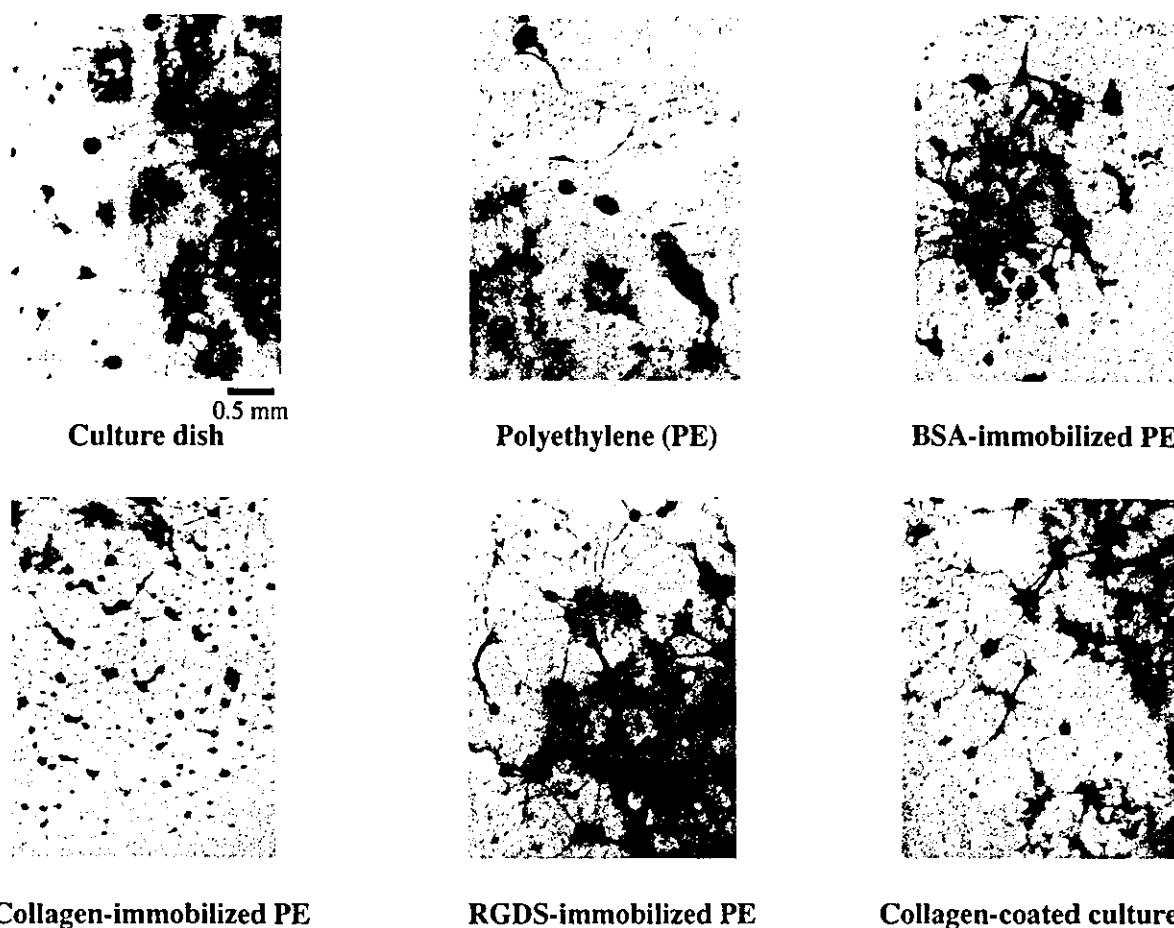 0.5 mm
Culture dish
Polyethylene (PE)
BSA-immobilized PE
Collagen-immobilized PE
RGDS-immobilized PE
Collagen-coated culture